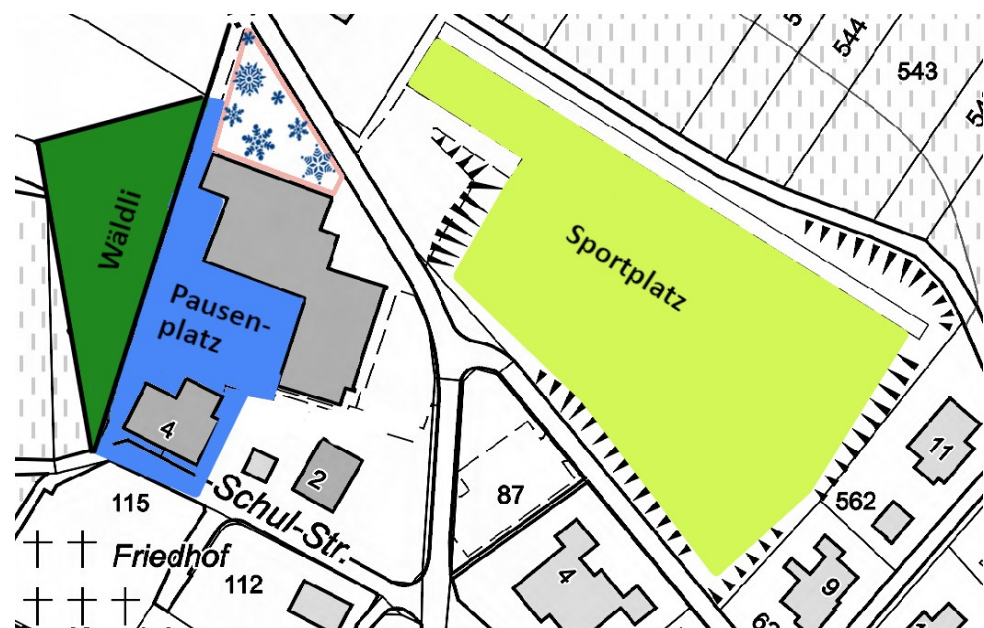 544
543
Wäldli
Sportplatz
Pausen-
platz
4
2
11
115
Schul-Str.
87
562
Friedhof
112
4
9